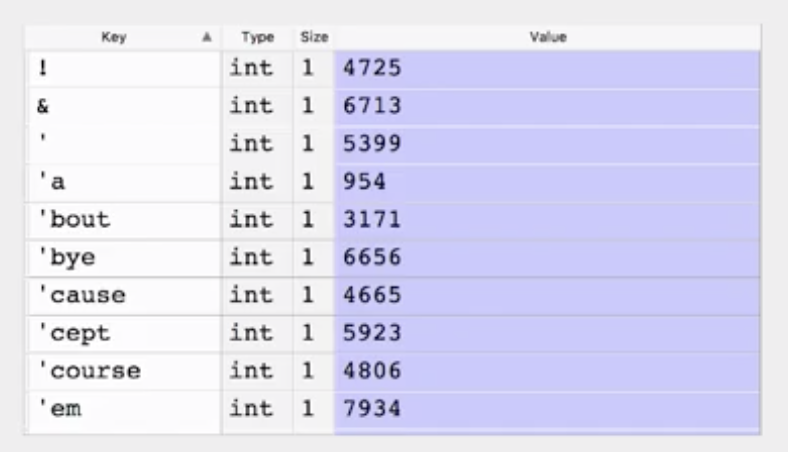 Key ▲ Type Size Value
! int 1 4725
& int 1 6713
' int 1 5399
'a int 1 954
'bout int 1 3171
'bye int 1 6656
'cause int 1 4665
'cept int 1 5923
'course int 1 4806
'em int 1 7934